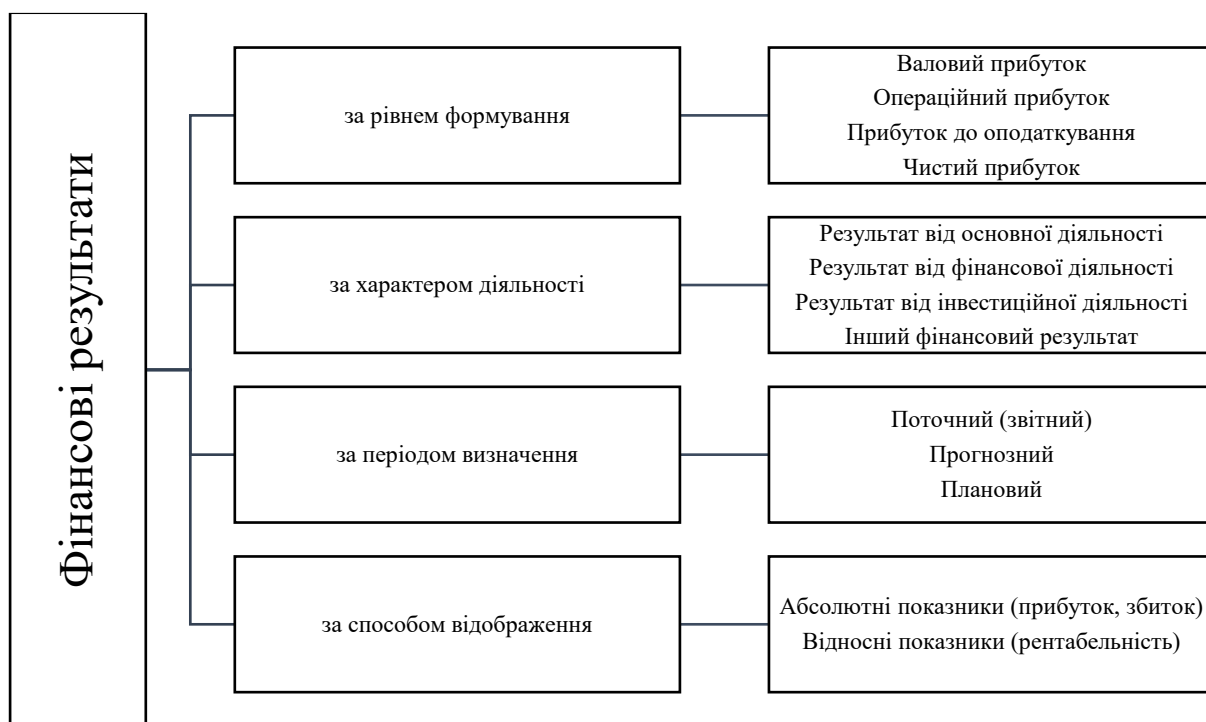 Фінансові результати
за рівнем формування
Валовий прибуток
Операційний прибуток
Прибуток до оподаткування
Чистий прибуток
за характером діяльності
Результат від основної діяльності
Результат від фінансової діяльності
Результат від інвестиційної діяльності
Інший фінансовий результат
за періодом визначення
Поточний (звітний)
Прогнозний
Плановий
за способом відображення
Абсолютні показники (прибуток, збиток)
Відносні показники (рентабельність)